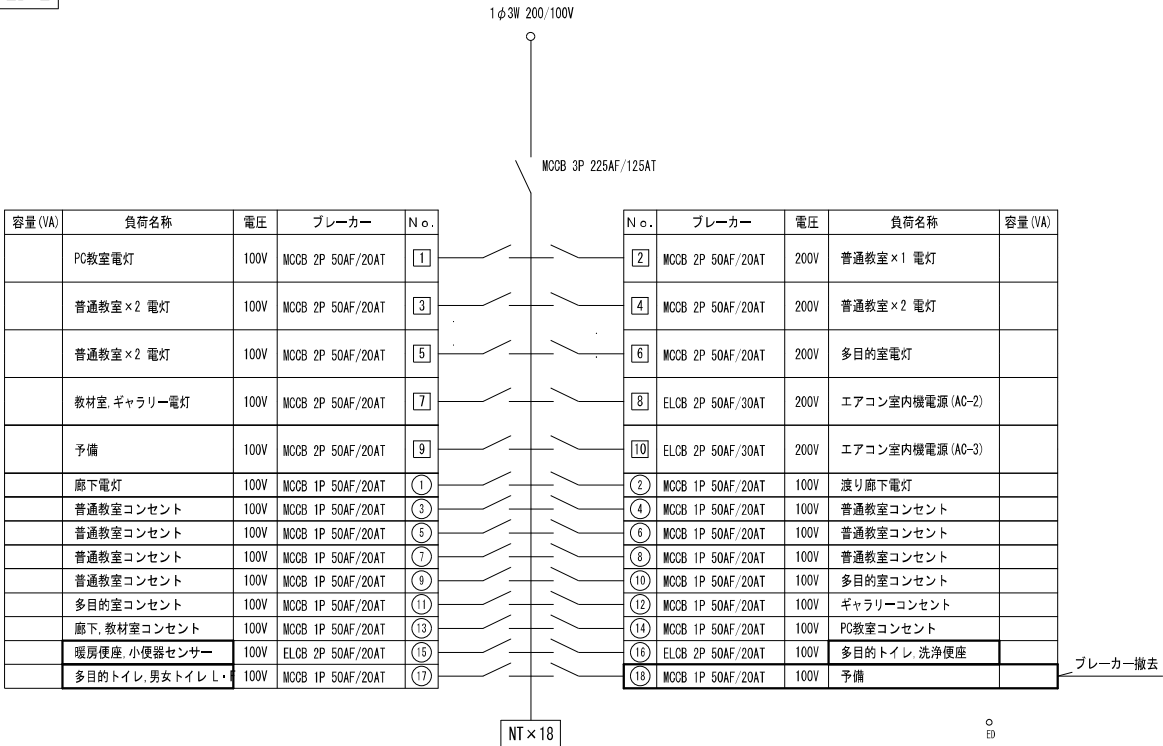 1φ3W 200/100V
MCCB 3P 225AF/125AT
容量(VA) 負荷名称 電圧 ブレーカー No. No. ブレーカー 電圧 負荷名称 容量(VA)
PC教室電灯 100V MCCB 2P 50AF/20AT 1 2 MCCB 2P 50AF/20AT 200V 普通教室×1 電灯
普通教室×2 電灯 100V MCCB 2P 50AF/20AT 3 4 MCCB 2P 50AF/20AT 200V 普通教室×2 電灯
普通教室×2 電灯 100V MCCB 2P 50AF/20AT 5 6 MCCB 2P 50AF/20AT 200V 多目的室電灯
教材室,ギャラリー電灯 100V MCCB 2P 50AF/20AT 7 8 ELCB 2P 50AF/30AT 200V エアコン室内機電源(AC-2)
予備 100V MCCB 2P 50AF/20AT 9 10 ELCB 2P 50AF/30AT 200V エアコン室内機電源(AC-3)
廊下電灯 100V MCCB 1P 50AF/20AT 1 2 MCCB 1P 50AF/20AT 100V 渡り廊下電灯
普通教室コンセント 100V MCCB 1P 50AF/20AT 3 4 MCCB 1P 50AF/20AT 100V 普通教室コンセント
普通教室コンセント 100V MCCB 1P 50AF/20AT 5 6 MCCB 1P 50AF/20AT 100V 普通教室コンセント
普通教室コンセント 100V MCCB 1P 50AF/20AT 7 8 MCCB 1P 50AF/20AT 100V 普通教室コンセント
普通教室コンセント 100V MCCB 1P 50AF/20AT 9 10 MCCB 1P 50AF/20AT 100V 多目的室コンセント
多目的室コンセント 100V MCCB 1P 50AF/20AT 11 12 MCCB 1P 50AF/20AT 100V ギャラリーコンセント
廊下,教材室コンセント 100V MCCB 1P 50AF/20AT 13 14 MCCB 1P 50AF/20AT 100V PC教室コンセント
暖房便座,小便器センサー 100V ELCB 2P 50AF/20AT 15 16 ELCB 2P 50AF/20AT 100V 多目的トイレ,洗浄便座
多目的トイレ,男女トイレ L・ 100V MCCB 1P 50AF/20AT 17 18 MCCB 1P 50AF/20AT 100V 予備
ブレーカー撤去
NT×18
ED